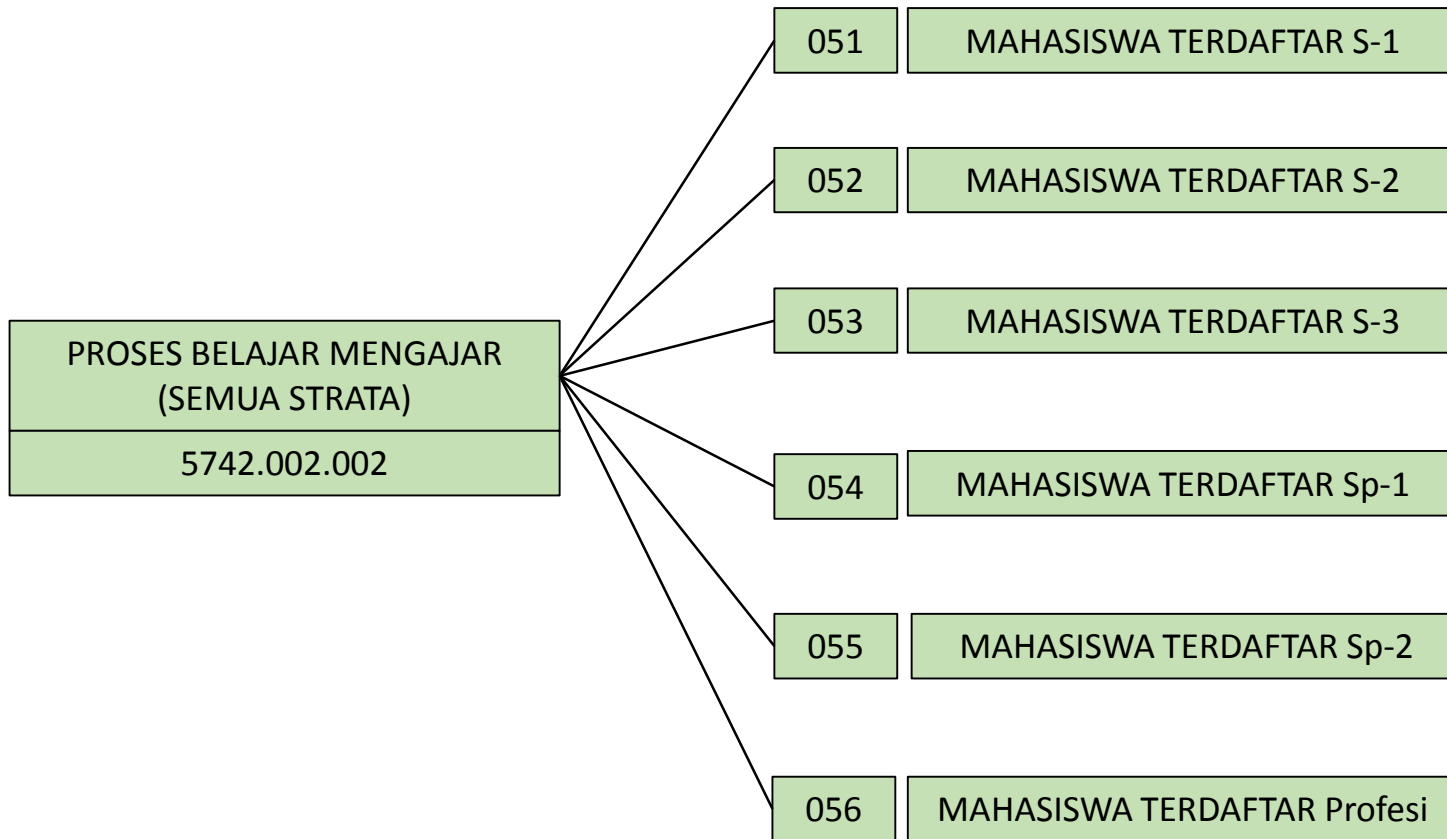 051 MAHASISWA TERDAFTAR S-1
052 MAHASISWA TERDAFTAR S-2
053 MAHASISWA TERDAFTAR S-3
PROSES BELAJAR MENGAJAR
(SEMUA STRATA)
5742.002.002
054 MAHASISWA TERDAFTAR Sp-1
055 MAHASISWA TERDAFTAR Sp-2
056 MAHASISWA TERDAFTAR Profesi